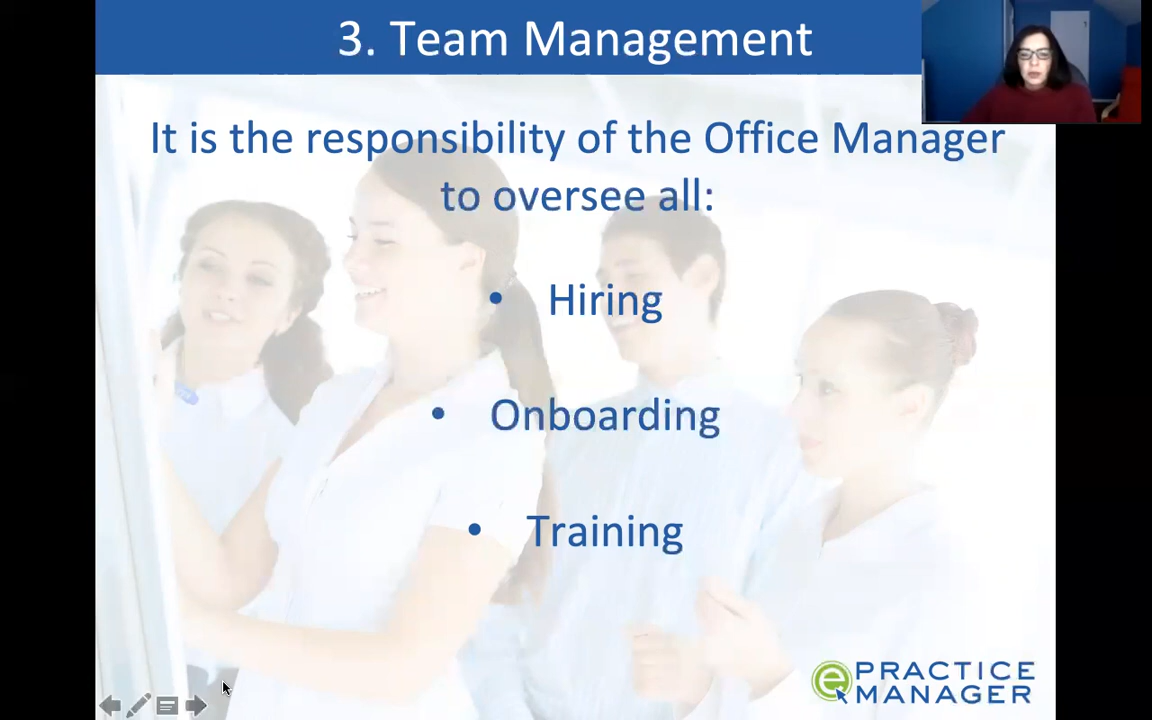 3. Team Management
It is the responsibility of the Office Manager
to oversee all:
• Hiring
• Onboarding
• Training
e PRACTICE
MANAGER